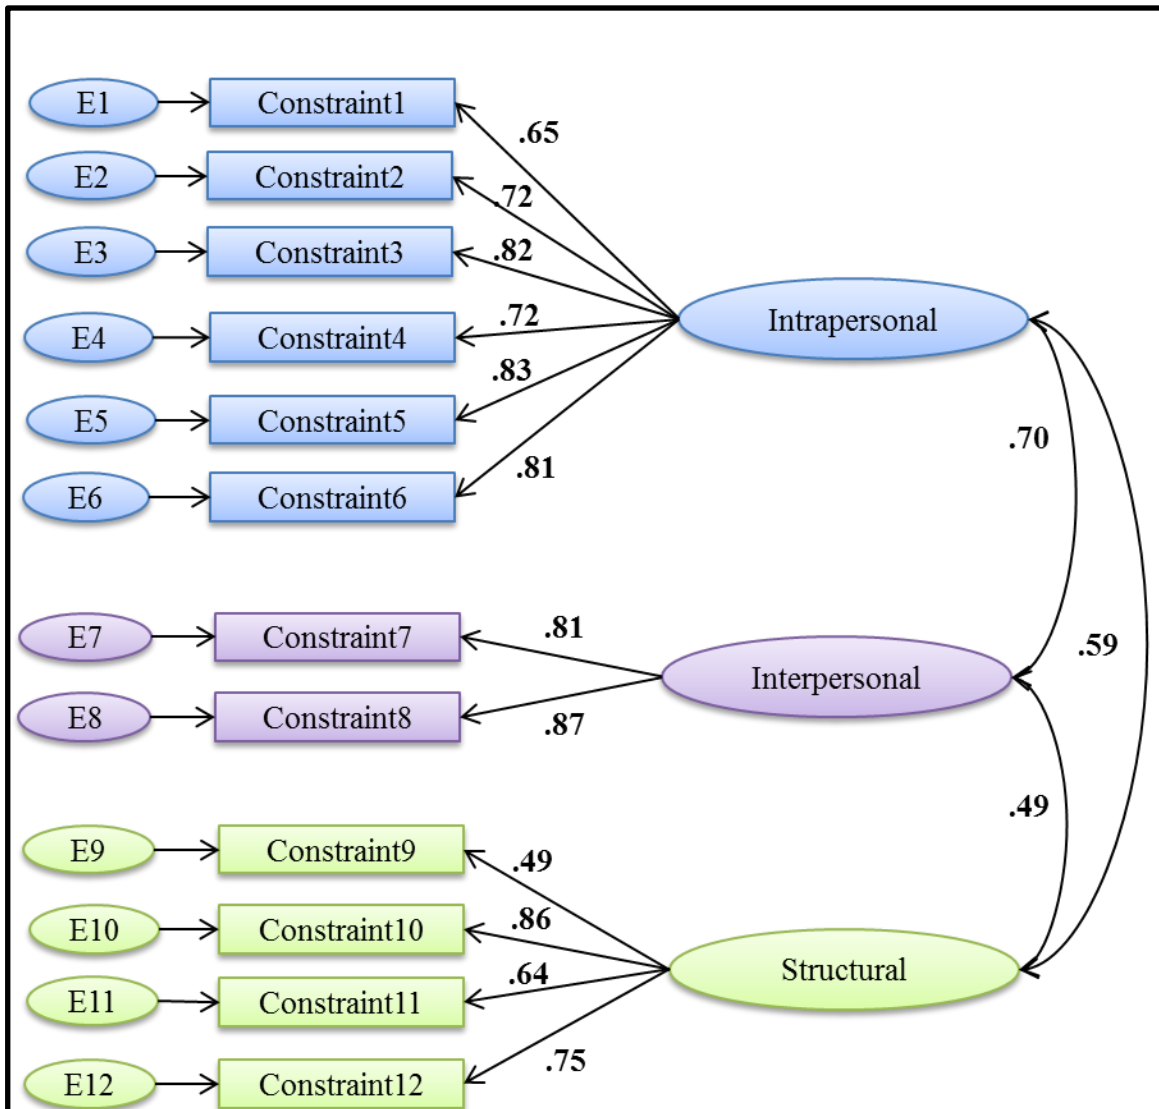 E1
Constraint1
.65
E2
Constraint2
.72
E3
Constraint3
.82
E4
Constraint4
.72
E5
Constraint5
.83
E6
Constraint6
.81
Intrapersonal
.70
E7
Constraint7
.81
E8
Constraint8
.87
Interpersonal
.59
.49
E9
Constraint9
.49
E10
Constraint10
.86
E11
Constraint11
.64
E12
Constraint12
.75
Structural